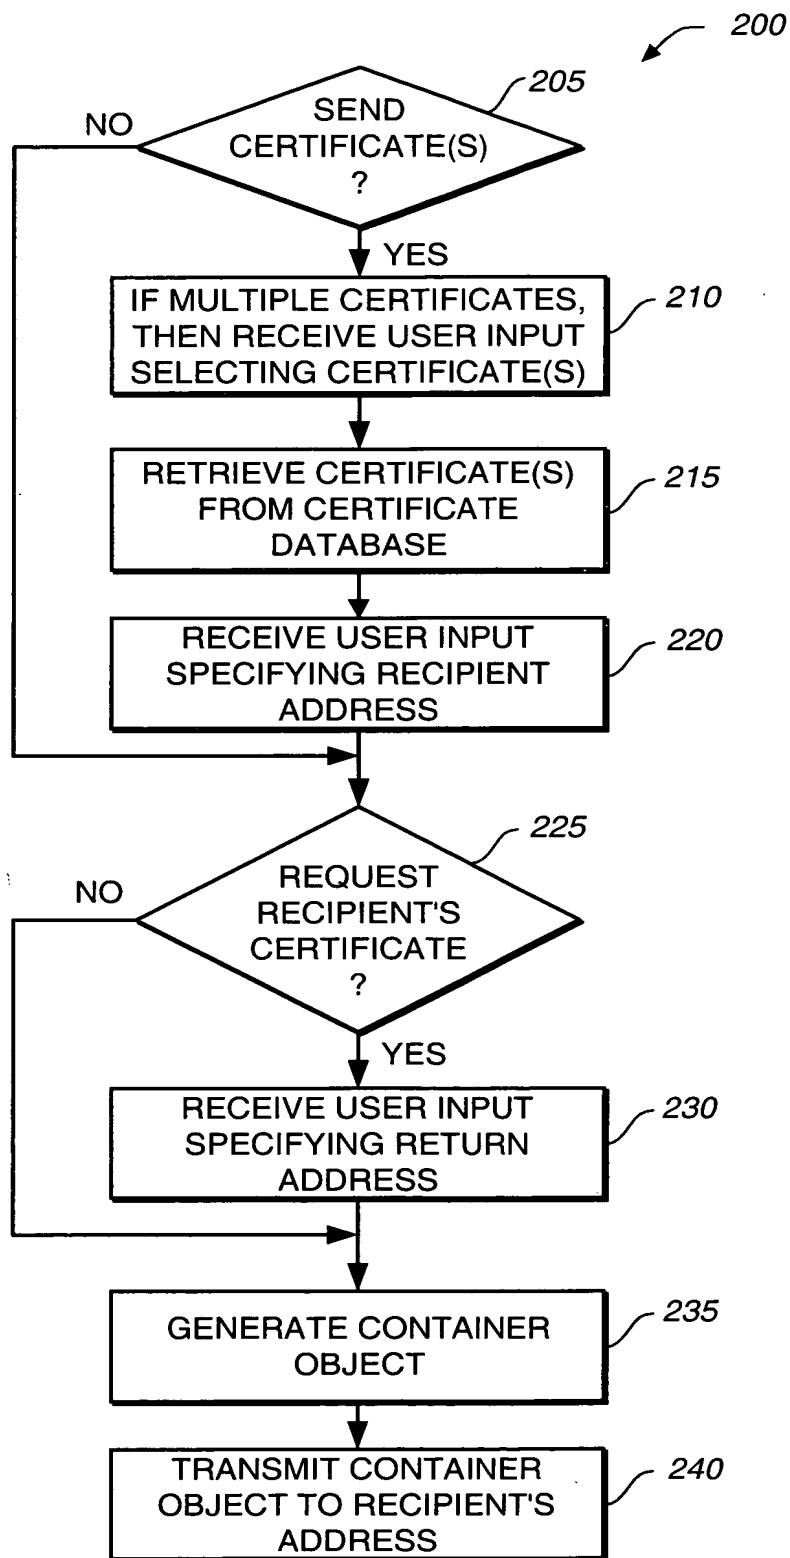 200
205
SEND
CERTIFICATE(S)
?
NO
YES
IF MULTIPLE CERTIFICATES,
THEN RECEIVE USER INPUT
SELECTING CERTIFICATE(S)
210
RETRIEVE CERTIFICATE(S)
FROM CERTIFICATE
DATABASE
215
RECEIVE USER INPUT
SPECIFYING RECIPIENT
ADDRESS
220
225
REQUEST
RECIPIENT'S
CERTIFICATE
?
NO
YES
RECEIVE USER INPUT
SPECIFYING RETURN
ADDRESS
230
GENERATE CONTAINER
OBJECT
235
TRANSMIT CONTAINER
OBJECT TO RECIPIENT'S
ADDRESS
240